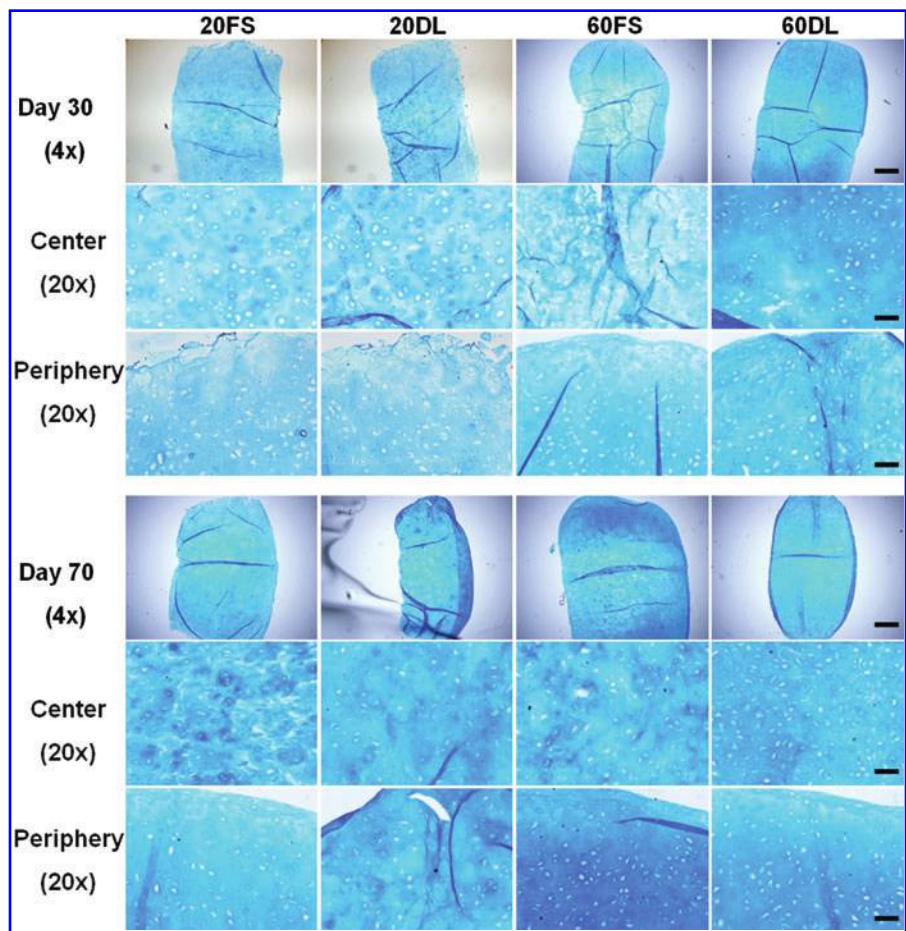 20FS 20DL 60FS 60DL
Day 30
(4x)
Center
(20x)
Periphery
(20x)
Day 70
(4x)
Center
(20x)
Periphery
(20x)